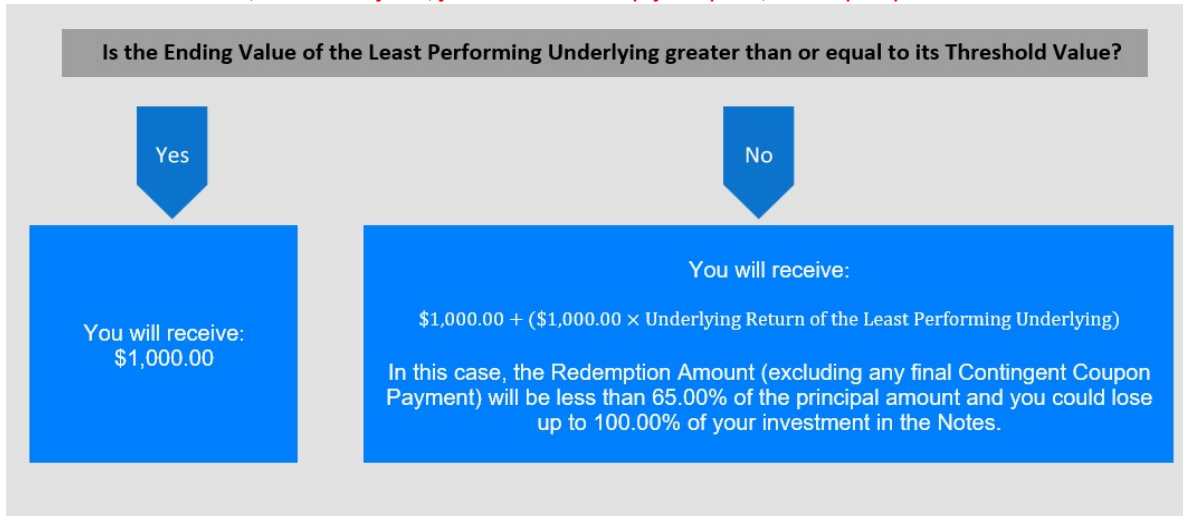 Is the Ending Value of the Least Performing Underlying greater than or equal to its Threshold Value?
Yes
No
You will receive:
$1,000.00
You will receive:
$1,000.00 + ($1,000.00 × Underlying Return of the Least Performing Underlying)
In this case, the Redemption Amount (excluding any final Contingent Coupon
Payment) will be less than 65.00% of the principal amount and you could lose
up to 100.00% of your investment in the Notes.